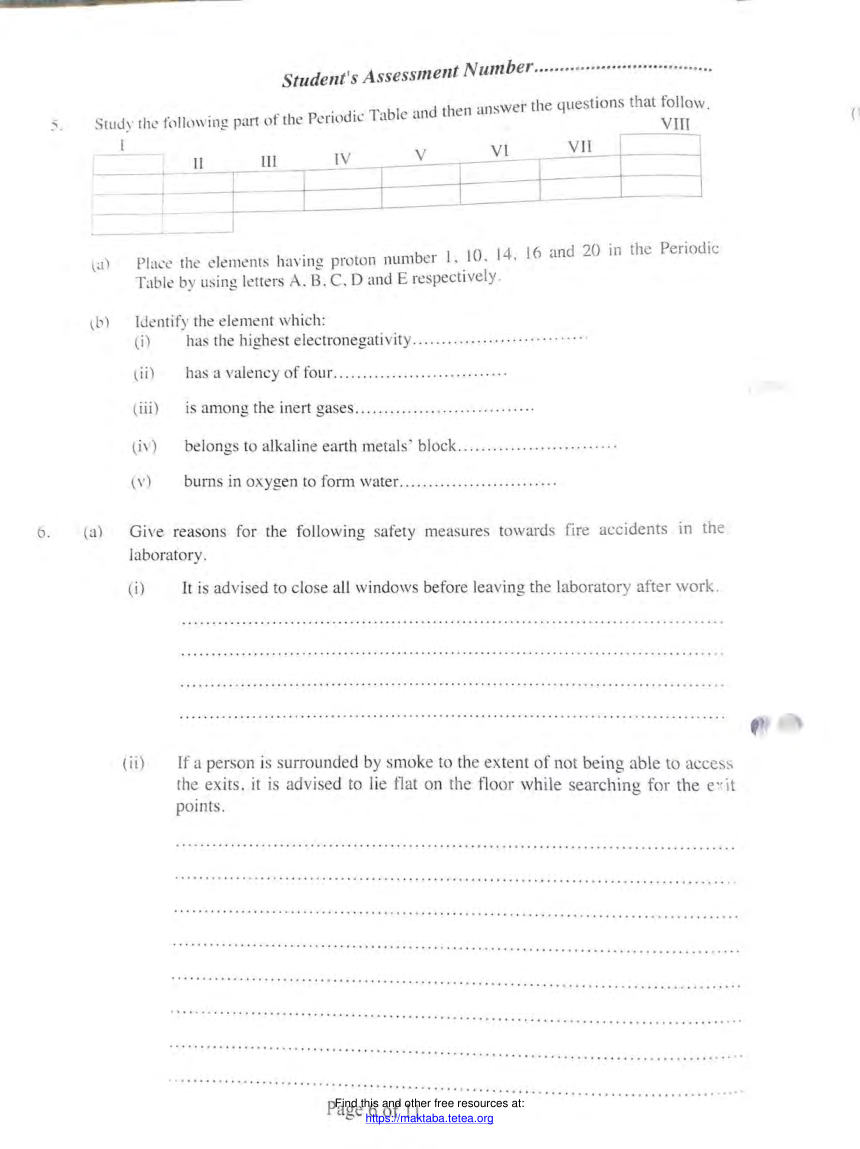 Student's Assessment Number...................................
5. Study the following part of the Periodic Table and then answer the questions that follow.
I II III IV V VI VII VIII
(a) Place the elements having proton number 1, 10, 14, 16 and 20 in the Periodic
Table by using letters A, B, C, D and E respectively.
(b) Identify the element which:
(i) has the highest electronegativity..............................
(ii) has a valency of four..............................
(iii) is among the inert gases...............................
(iv) belongs to alkaline earth metals' block...........................
(v) burns in oxygen to form water...........................
6. (a) Give reasons for the following safety measures towards fire accidents in the
laboratory.
(i) It is advised to close all windows before leaving the laboratory after work.
(ii) If a person is surrounded by smoke to the extent of not being able to access
the exits, it is advised to lie flat on the floor while searching for the exit
points.
Page 6 of 11
Find this and other free resources at:
https://maktaba.tetea.org